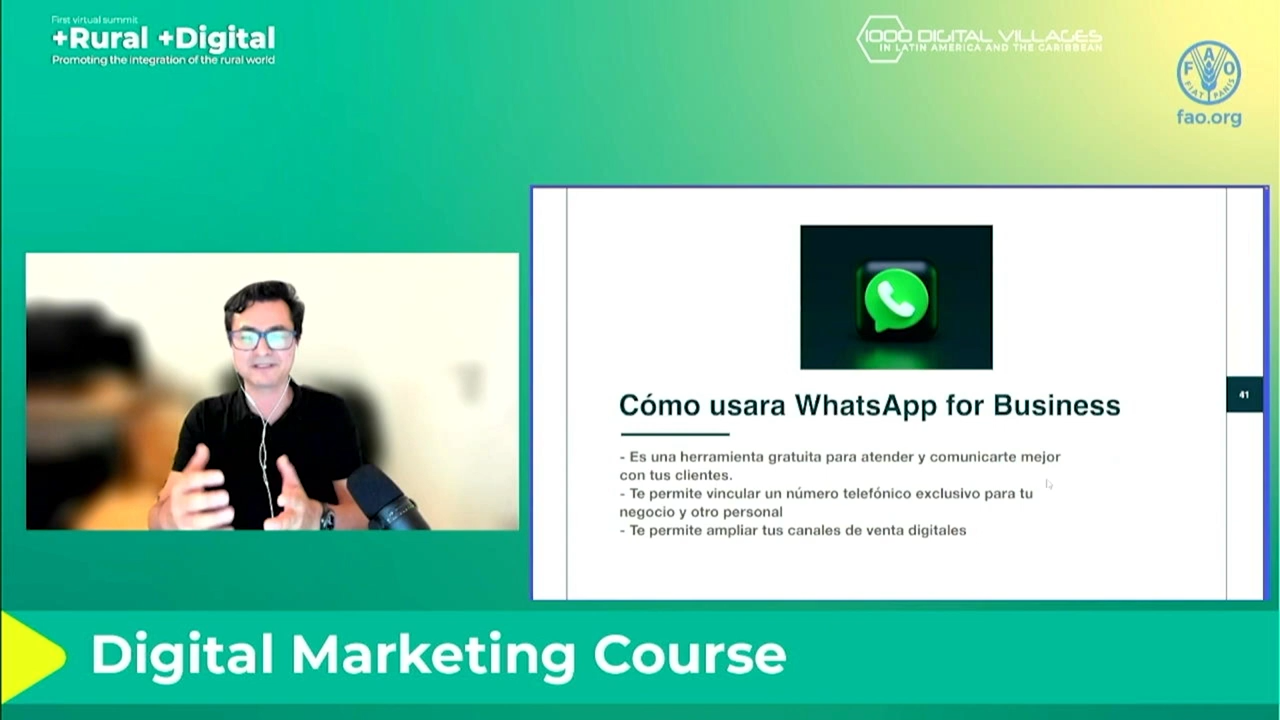 First virtual summit
+Rural +Digital
Promoting the integration of the rural world
1000 DIGITAL VILLAGES
IN LATIN AMERICA AND THE CARIBBEAN
F A O
FIAT PANIS
fao.org
Cómo usara WhatsApp for Business
41
- Es una herramienta gratuita para atender y comunicarte mejor
con tus clientes.
- Te permite vincular un número telefónico exclusivo para tu
negocio y otro personal
- Te permite ampliar tus canales de venta digitales
Digital Marketing Course